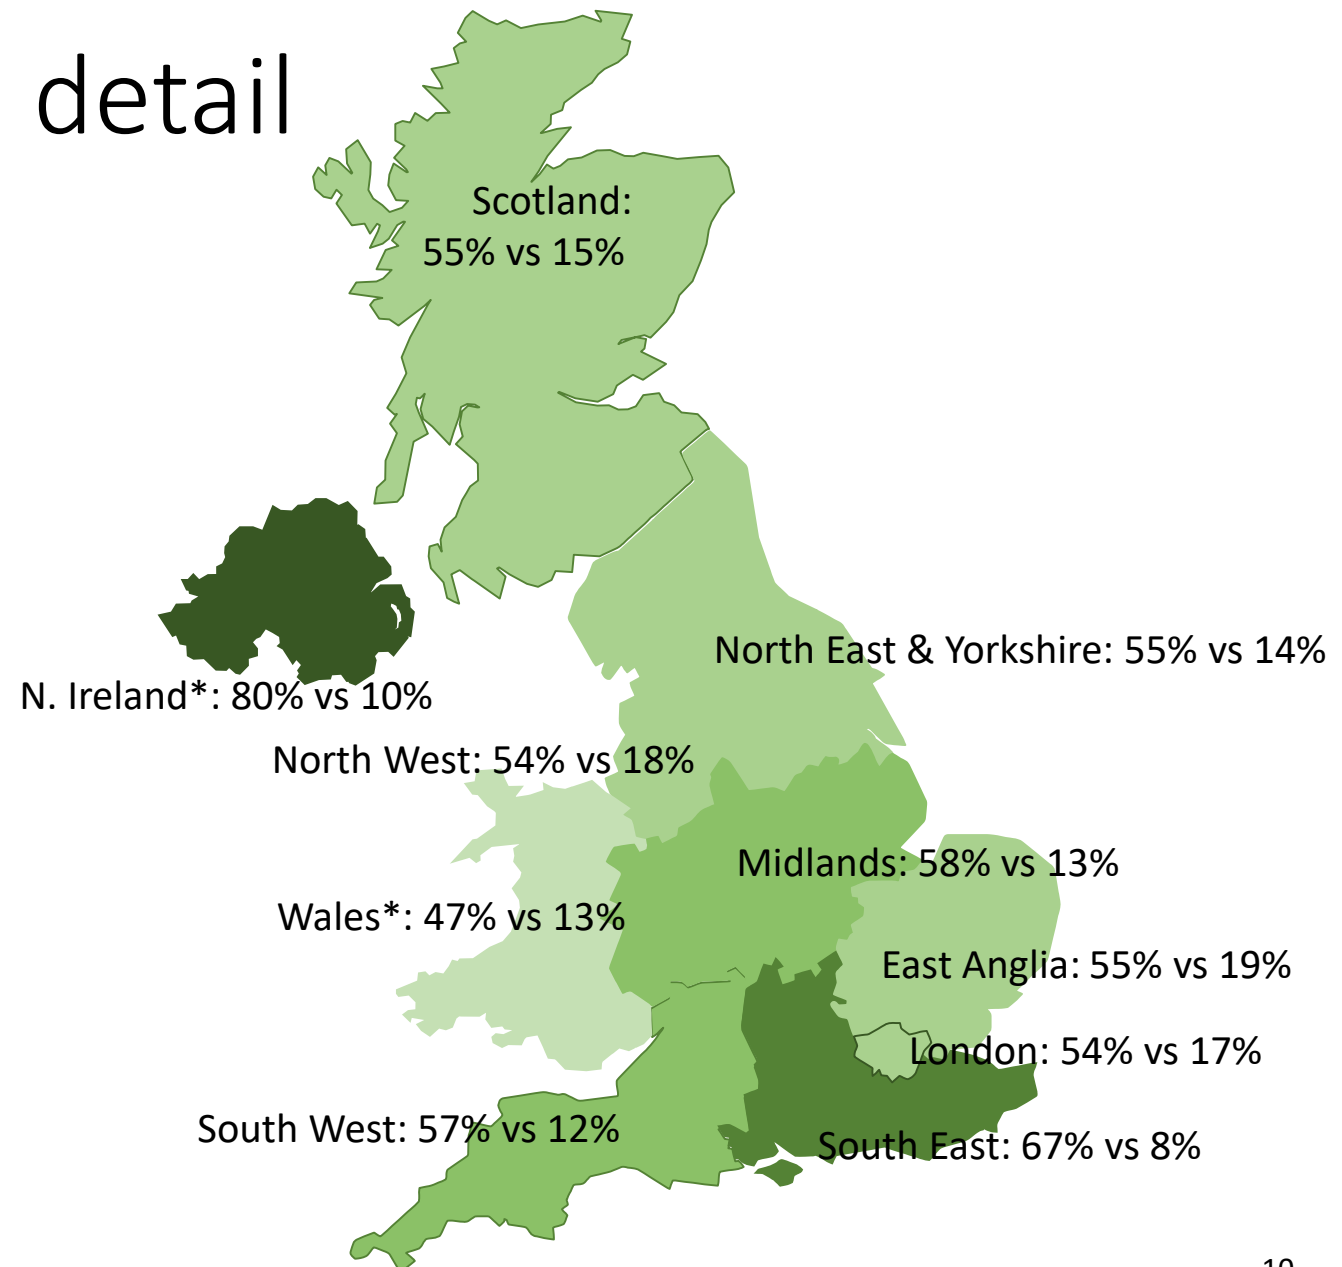 detail
Scotland:
55% vs 15%
North East & Yorkshire: 55% vs 14%
N. Ireland*: 80% vs 10%
North West: 54% vs 18%
Midlands: 58% vs 13%
Wales*: 47% vs 13%
East Anglia: 55% vs 19%
London: 54% vs 17%
South West: 57% vs 12%
South East: 67% vs 8%